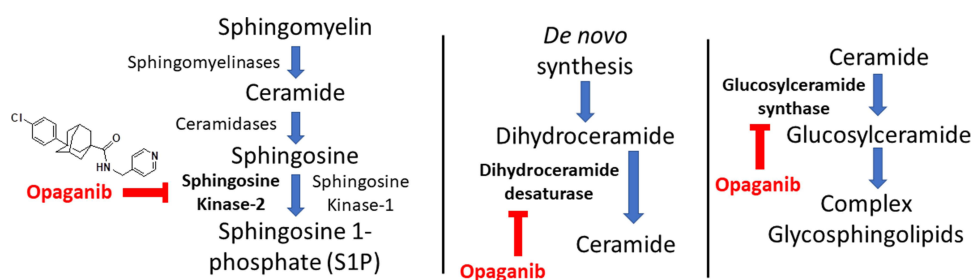 Sphingomyelin
Sphingomyelinases
Ceramide
Ceramidases
Sphingosine
Cl
O
N
HN
Opaganib
Sphingosine
Kinase-2
Sphingosine
Kinase-1
Sphingosine 1-
phosphate (S1P)
De novo
synthesis
Dihydroceramide
Dihydroceramide
desaturase
Opaganib
Ceramide
Ceramide
Glucosylceramide
synthase
Glucosylceramide
Opaganib
Complex
Glycosphingolipids